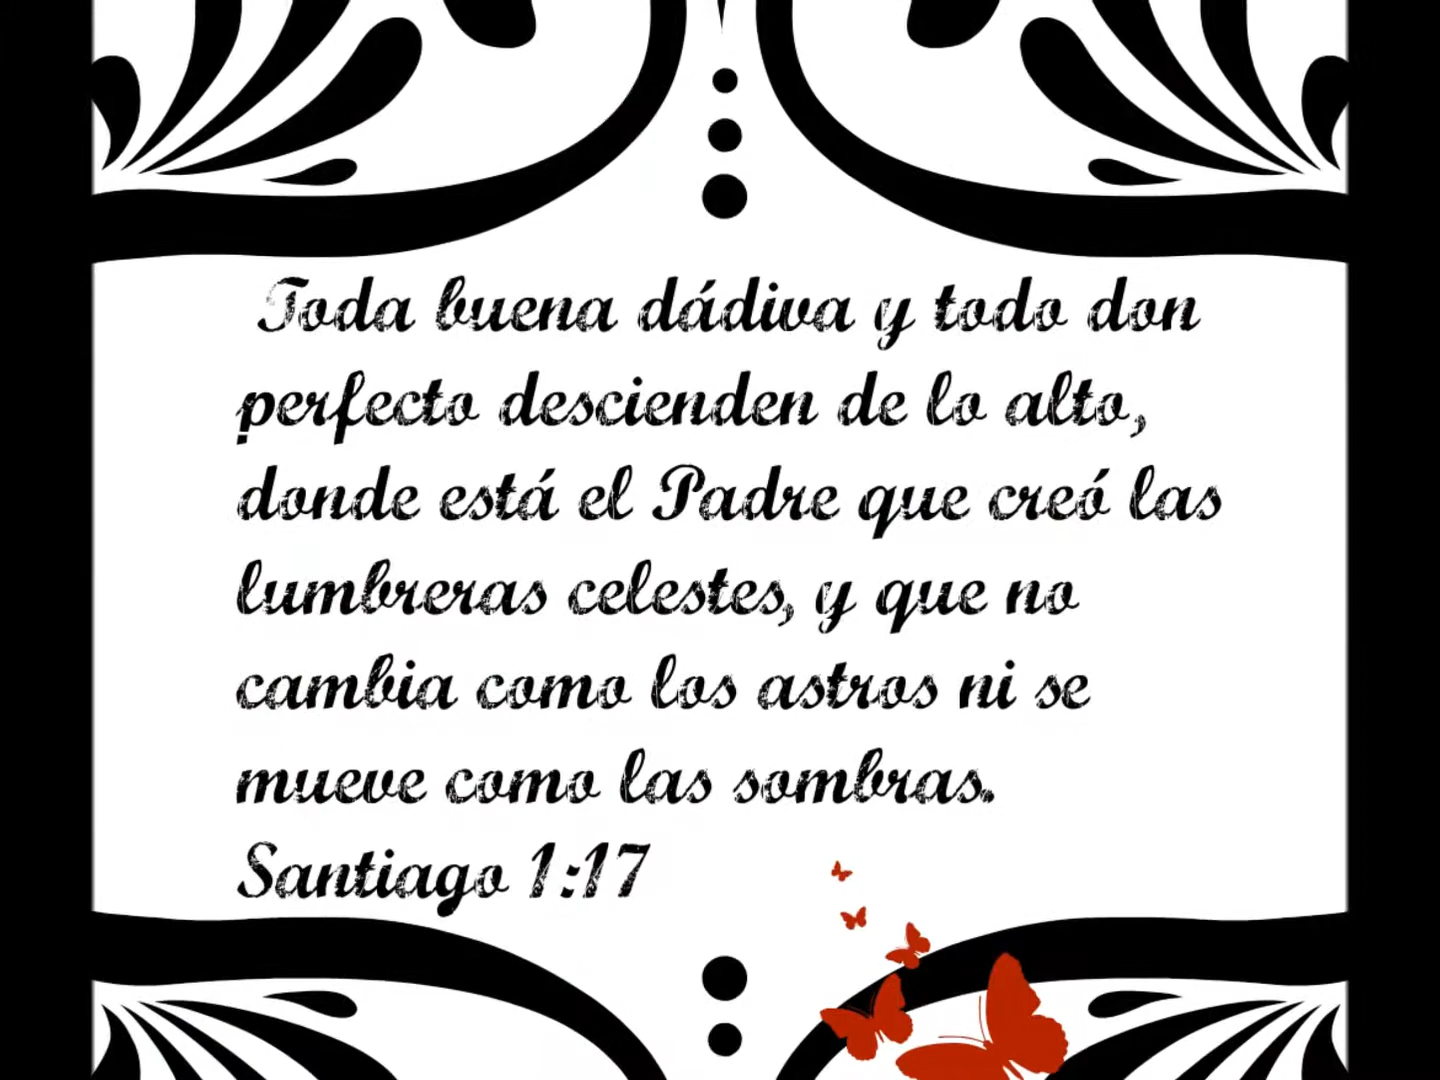 Toda buena dádiva y todo don
perfecto descienden de lo alto,
donde está el Padre que creó las
lumbreras celestes, y que no
cambia como los astros ni se
mueve como las sombras.
Santiago 1:17